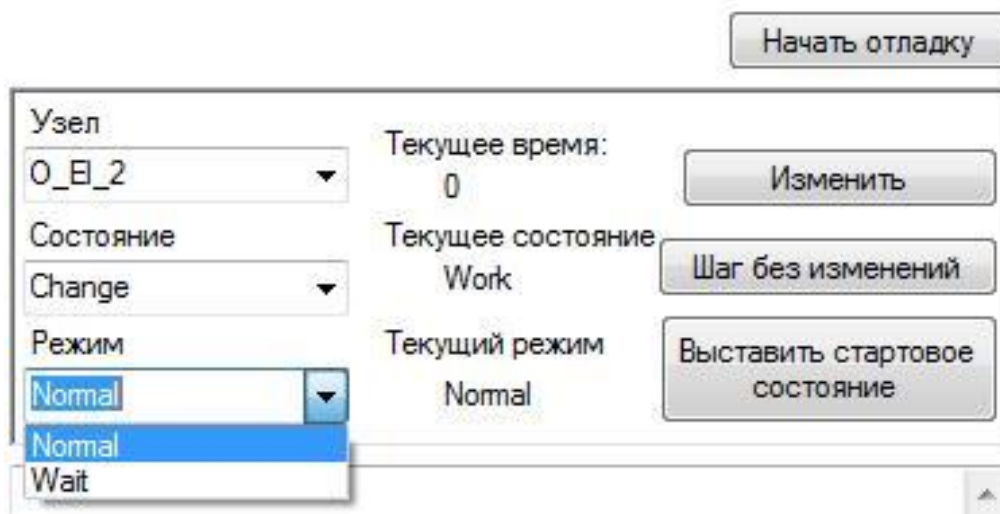 Начать отладку
Узел
O_El_2
Текущее время:
0
Изменить
Состояние
Change
Текущее состояние
Work
Шаг без изменений
Режим
Normal
Текущий режим
Normal
Выставить стартовое
состояние
Normal
Wait